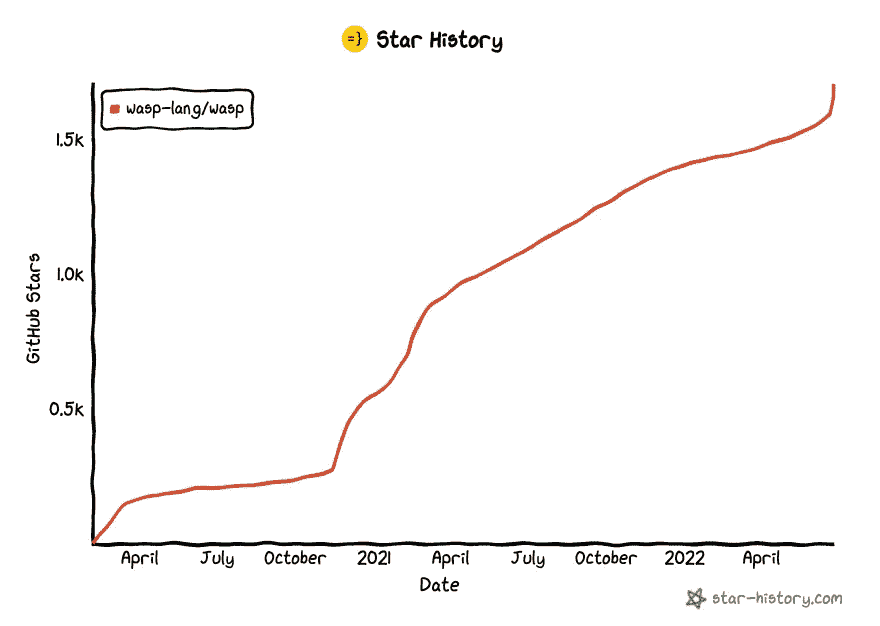 =} Star History
wasp-lang/wasp
1.5k
1.0k
0.5k
GitHub Stars
April July October 2021 April July October 2022 April
Date
star-history.com